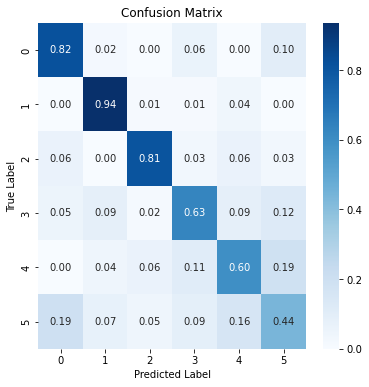 Confusion Matrix
True Label
0 0.82 0.02 0.00 0.06 0.00 0.10
1 0.00 0.94 0.01 0.01 0.04 0.00
2 0.06 0.00 0.81 0.03 0.06 0.03
3 0.05 0.09 0.02 0.63 0.09 0.12
4 0.00 0.04 0.06 0.11 0.60 0.19
5 0.19 0.07 0.05 0.09 0.16 0.44
0 1 2 3 4 5
Predicted Label
0.8
0.6
0.4
0.2
0.0